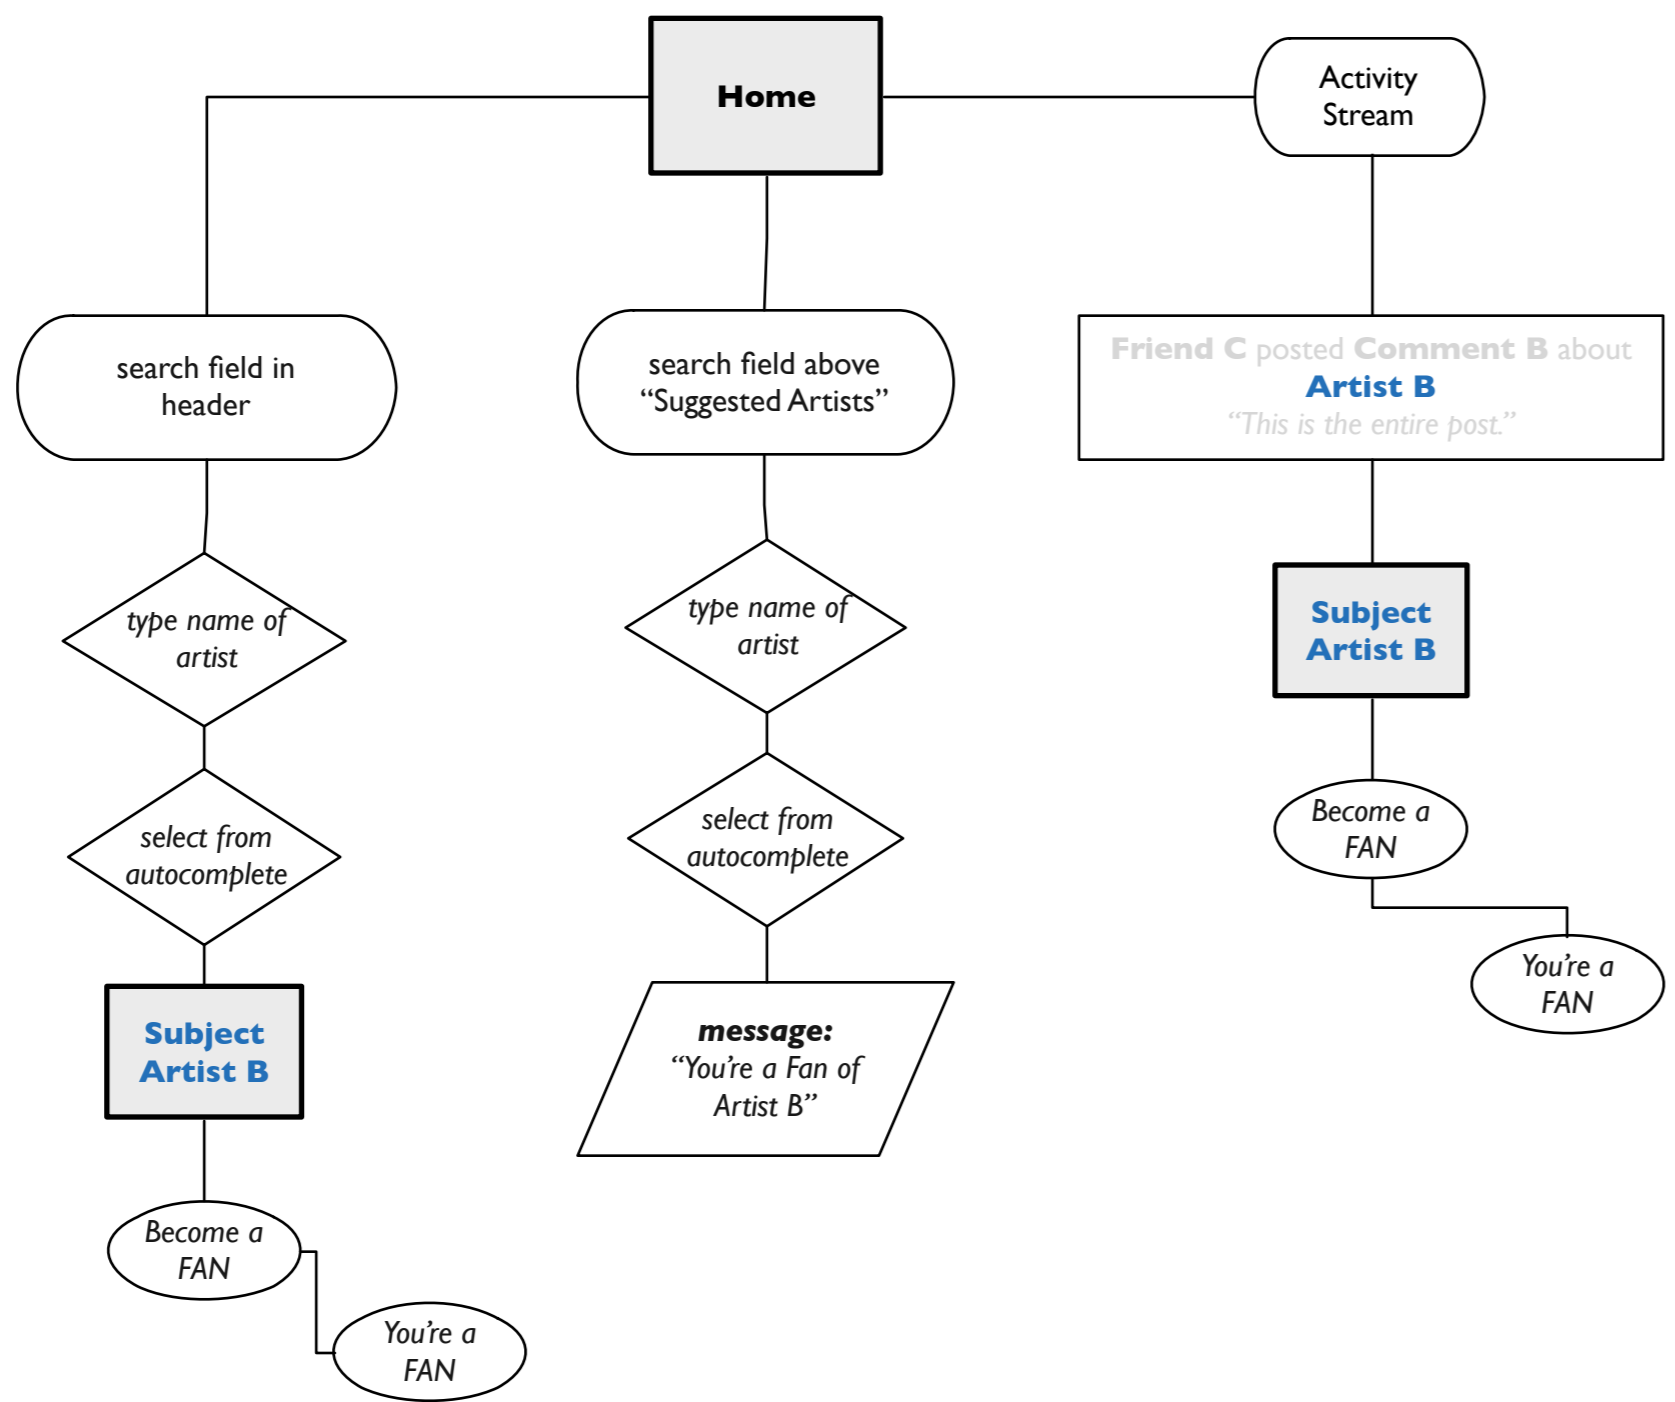 Home
Activity
Stream
search field in
header
search field above
“Suggested Artists”
Friend C posted Comment B about
Artist B
“This is the entire post.”
type name of
artist
type name of
artist
Subject
Artist B
select from
autocomplete
select from
autocomplete
Become a
FAN
You’re a
FAN
Subject
Artist B
message:
“You’re a Fan of
Artist B”
Become a
FAN
You’re a
FAN